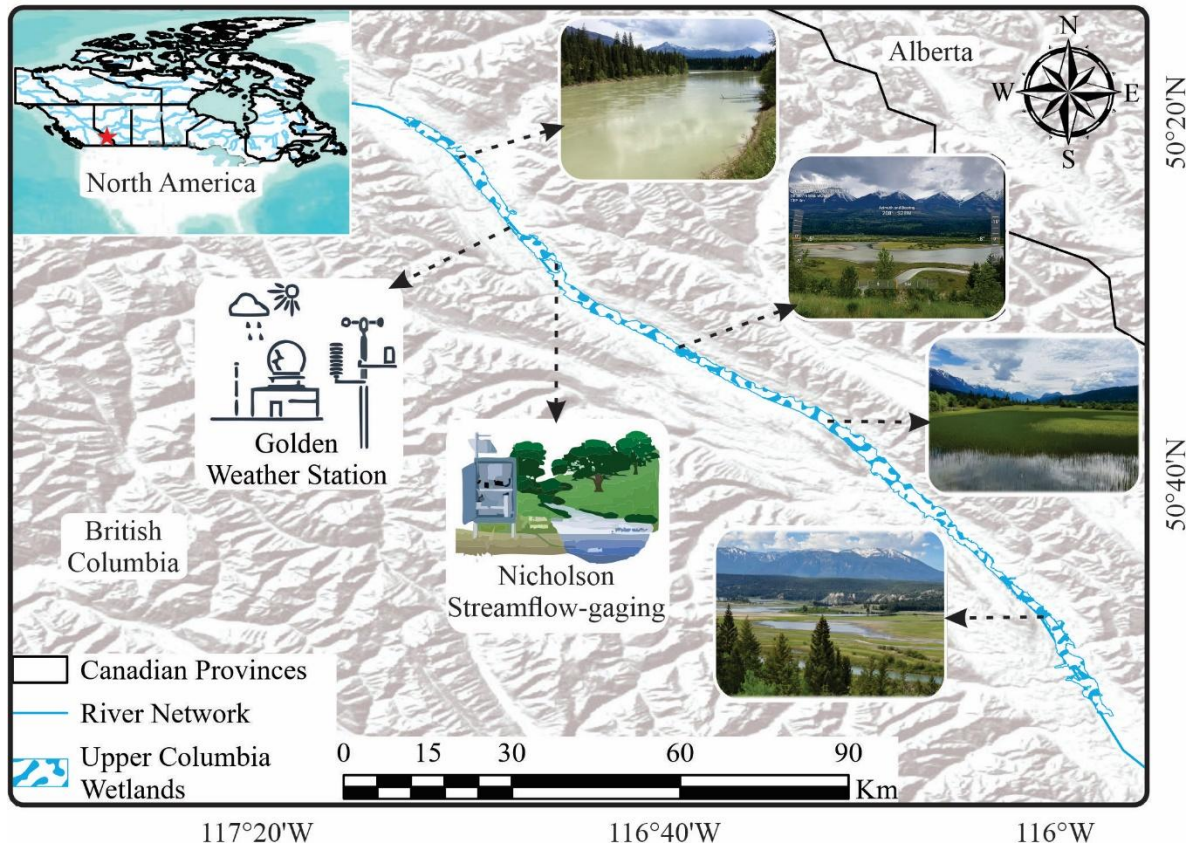 North America
Alberta
N
W
E
S
50°20'N
50°40'N
Golden
Weather Station
Nicholson
Streamflow-gaging
British
Columbia
Canadian Provinces
River Network
Upper Columbia
Wetlands
0 15 30 60 90
Km
117°20'W 116°40'W 116°W